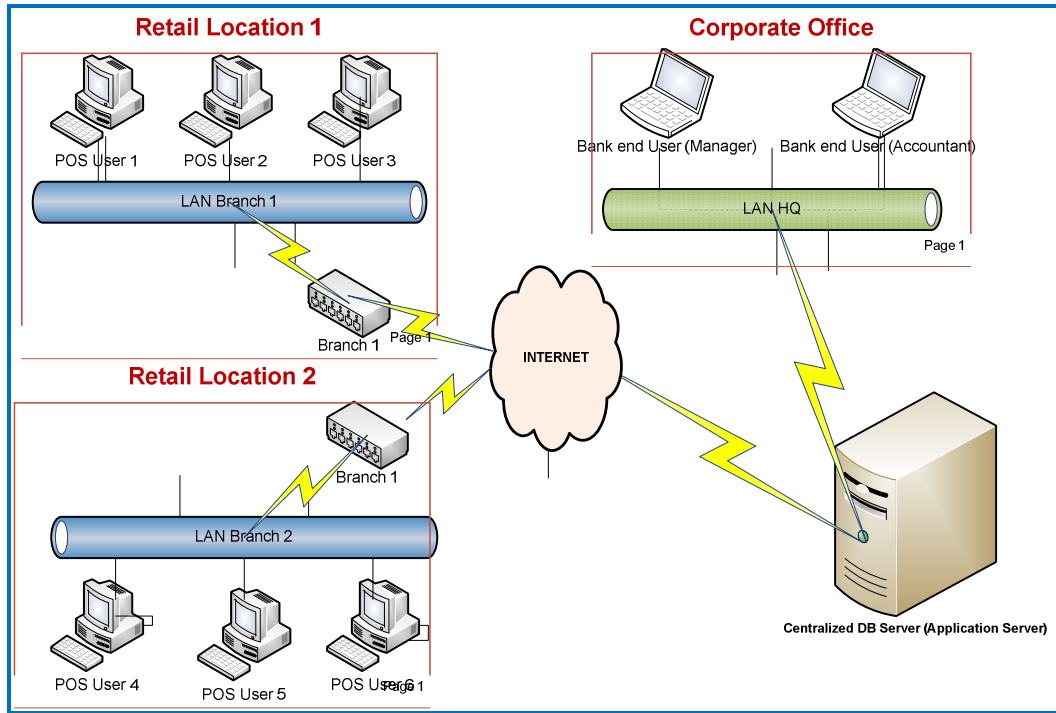 Retail Location 1
POS User 1
POS User 2
POS User 3
LAN Branch 1
Branch 1
Page 1
Retail Location 2
Branch 1
LAN Branch 2
POS User 4
POS User 5
POS User 6
Page 1
INTERNET
Corporate Office
Bank end User (Manager)
Bank end User (Accountant)
LAN HQ
Page 1
Centralized DB Server (Application Server)